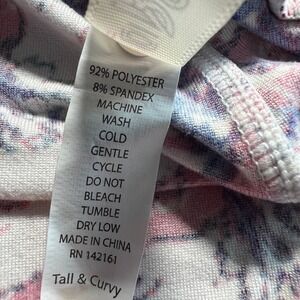 92% POLYESTER
8% SPANDEX
MACHINE
WASH
COLD
GENTLE
CYCLE
DO NOT
BLEACH
TUMBLE
DRY LOW
MADE IN CHINA
RN 142161
Tall & Curvy